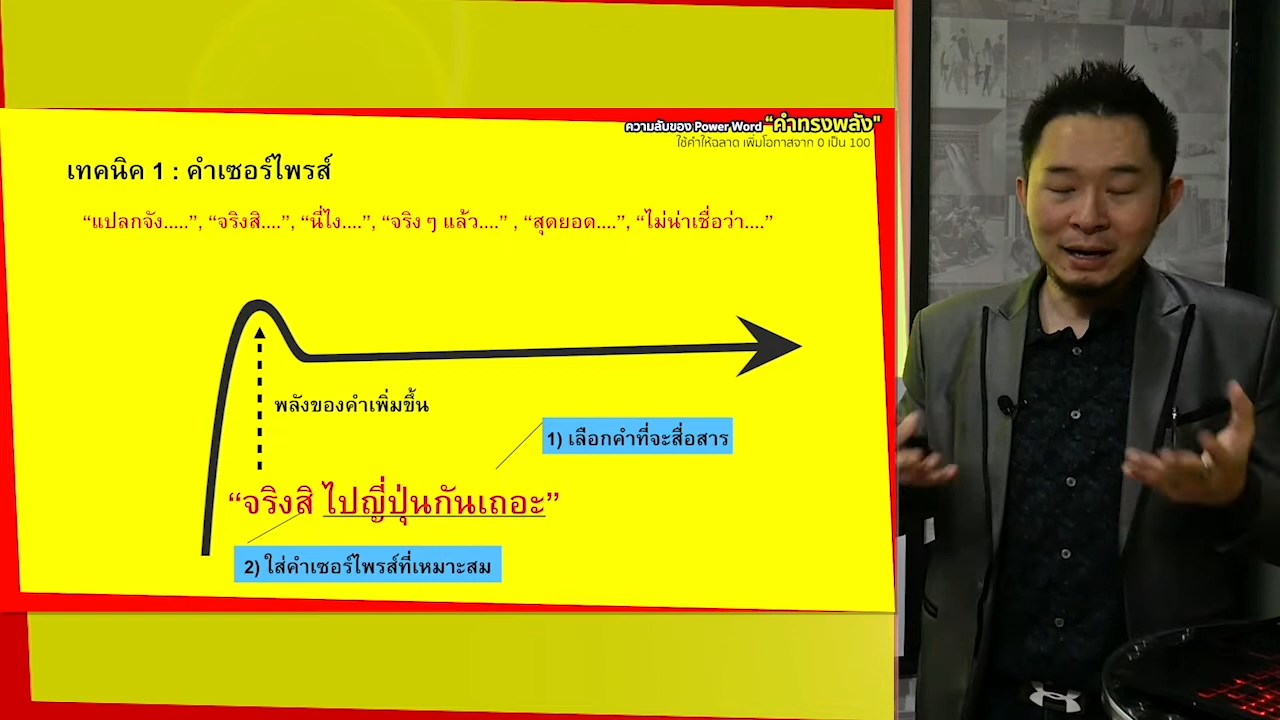 ความลับของ Power Word “คำทรงพลัง"
ใช้คำให้ฉลาด เพิ่มโอกาสจาก 0 เป็น 100
เทคนิค 1 : คำเซอร์ไพรส์
“แปลกจัง.....”, “จริงสิ....”, “นี่ไง....”, “จริง ๆ แล้ว....” , “สุดยอด....”, “ไม่น่าเชื่อว่า....”
พลังของคำเพิ่มขึ้น
1) เลือกคำที่จะสื่อสาร
“จริงสิ ไปญี่ปุ่นกันเถอะ”
2) ใส่คำเซอร์ไพรส์ที่เหมาะสม